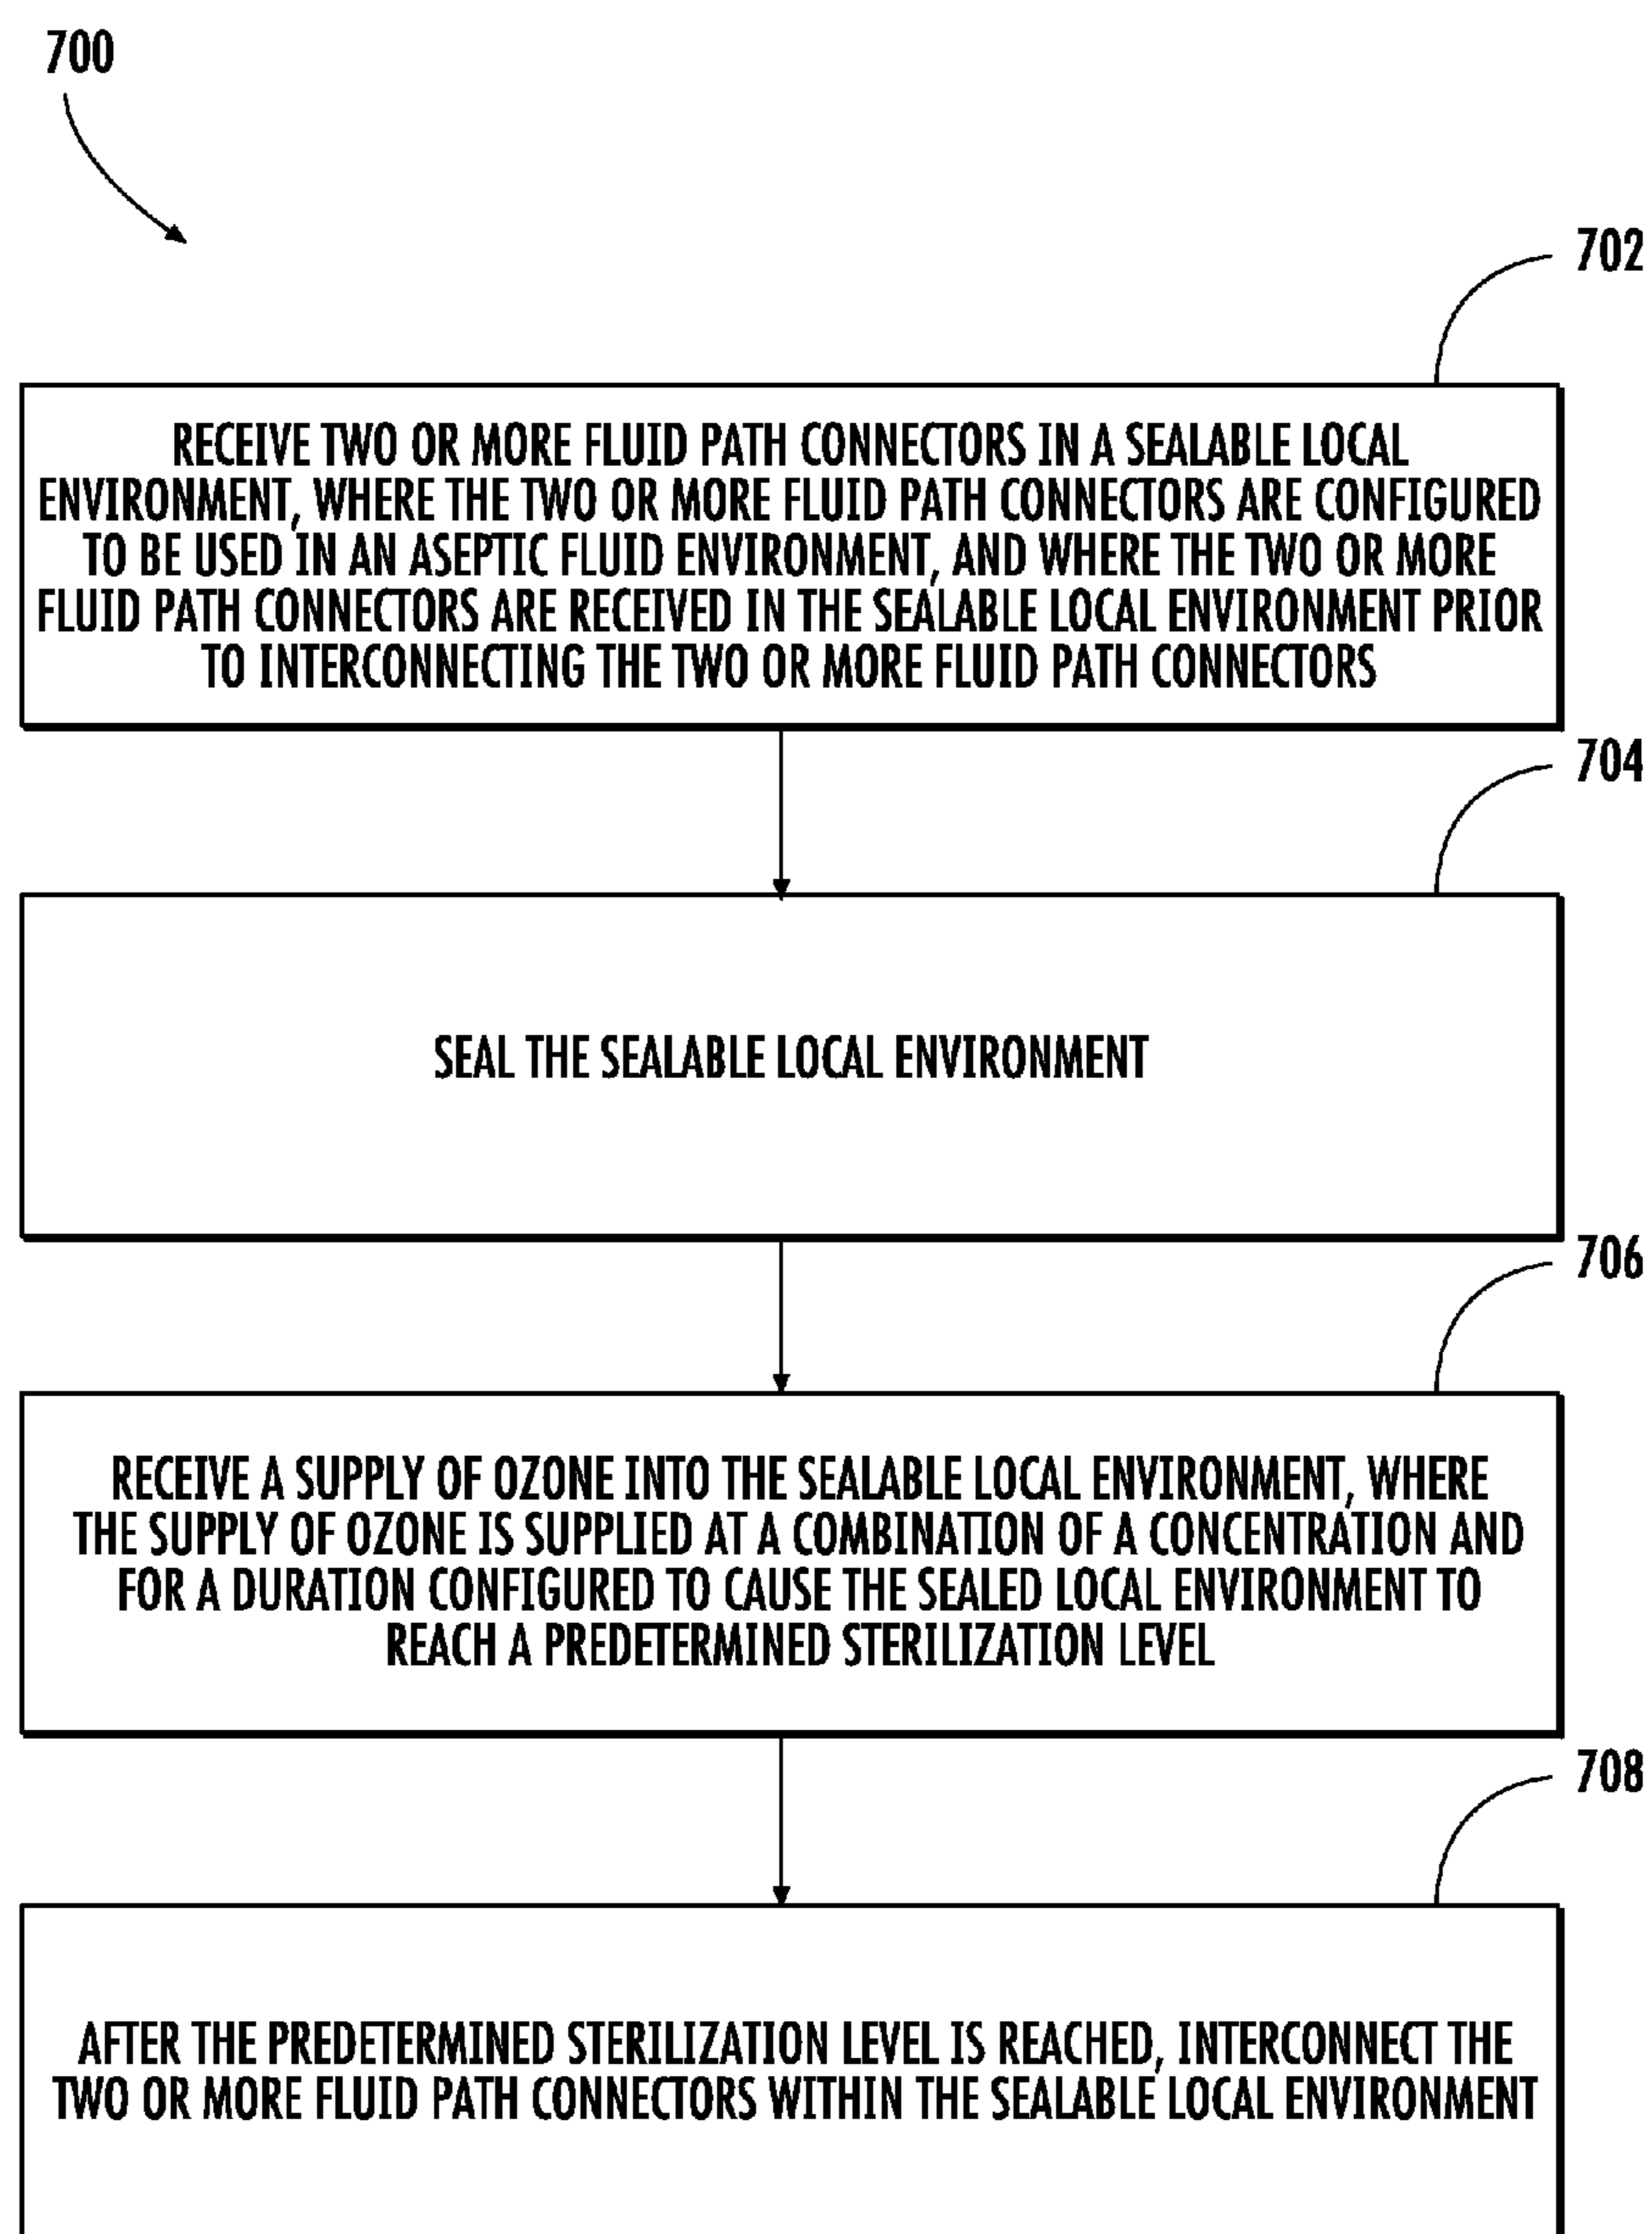 700
702
RECEIVE TWO OR MORE FLUID PATH CONNECTORS IN A SEALABLE LOCAL
ENVIRONMENT, WHERE THE TWO OR MORE FLUID PATH CONNECTORS ARE CONFIGURED
TO BE USED IN AN ASEPTIC FLUID ENVIRONMENT, AND WHERE THE TWO OR MORE
FLUID PATH CONNECTORS ARE RECEIVED IN THE SEALABLE LOCAL ENVIRONMENT PRIOR
TO INTERCONNECTING THE TWO OR MORE FLUID PATH CONNECTORS
704
SEAL THE SEALABLE LOCAL ENVIRONMENT
706
RECEIVE A SUPPLY OF OZONE INTO THE SEALABLE LOCAL ENVIRONMENT, WHERE
THE SUPPLY OF OZONE IS SUPPLIED AT A COMBINATION OF A CONCENTRATION AND
FOR A DURATION CONFIGURED TO CAUSE THE SEALED LOCAL ENVIRONMENT TO
REACH A PREDETERMINED STERILIZATION LEVEL
708
AFTER THE PREDETERMINED STERILIZATION LEVEL IS REACHED, INTERCONNECT THE
TWO OR MORE FLUID PATH CONNECTORS WITHIN THE SEALABLE LOCAL ENVIRONMENT